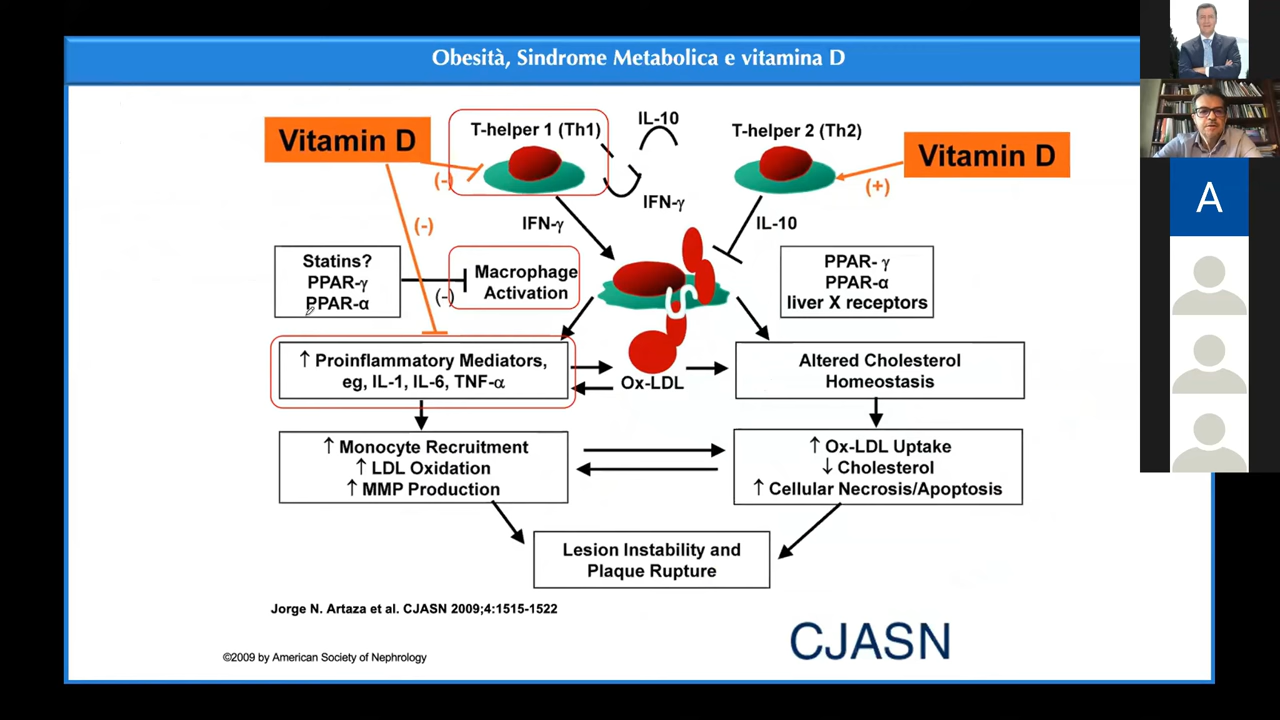 Obesità, Sindrome Metabolica e vitamina D
Vitamin D
(-)
(-)
T-helper 1 (Th1)
IL-10
IFN-γ
T-helper 2 (Th2)
Vitamin D
(+)
IFN-γ
IL-10
Statins?
PPAR-γ
PPAR-α
(-)
Macrophage
Activation
PPAR- γ
PPAR-α
liver X receptors
↑ Proinflammatory Mediators,
eg, IL-1, IL-6, TNF-α
Ox-LDL
Altered Cholesterol
Homeostasis
↑ Monocyte Recruitment
↑ LDL Oxidation
↑ MMP Production
↑ Ox-LDL Uptake
↓ Cholesterol
↑ Cellular Necrosis/Apoptosis
Lesion Instability and
Plaque Rupture
Jorge N. Artaza et al. CJASN 2009;4:1515-1522
©2009 by American Society of Nephrology
CJASN
A